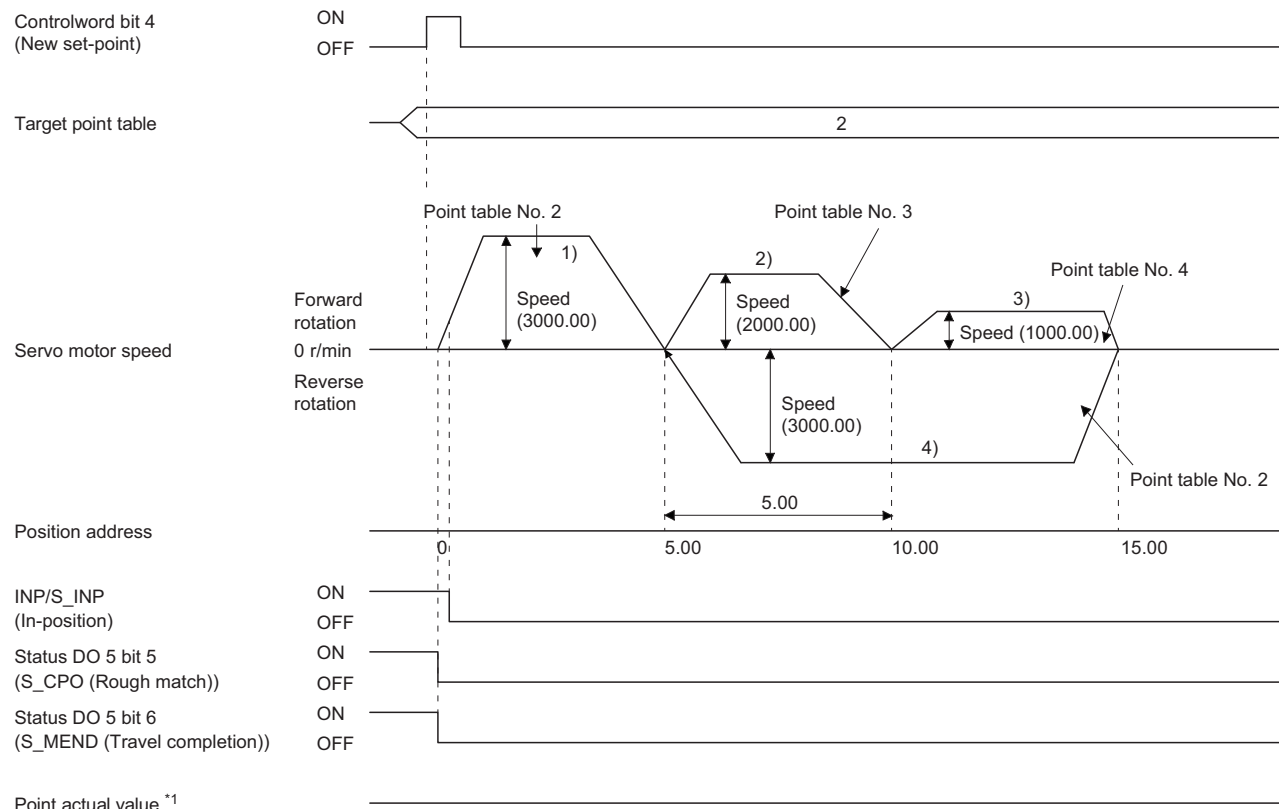 Controlword bit 4
(New set-point)
ON
OFF
Target point table
2
Point table No. 2
Point table No. 3
Point table No. 4
1)
2)
3)
Forward
rotation
Speed
(3000.00)
Speed
(2000.00)
Speed (1000.00)
Servo motor speed
0 r/min
Reverse
rotation
Speed
(3000.00)
4)
Point table No. 2
5.00
Position address
0
5.00
10.00
15.00
INP/S_INP
(In-position)
ON
OFF
Status DO 5 bit 5
(S_CPO (Rough match))
ON
OFF
Status DO 5 bit 6
(S_MEND (Travel completion))
ON
OFF
Point actual value *1